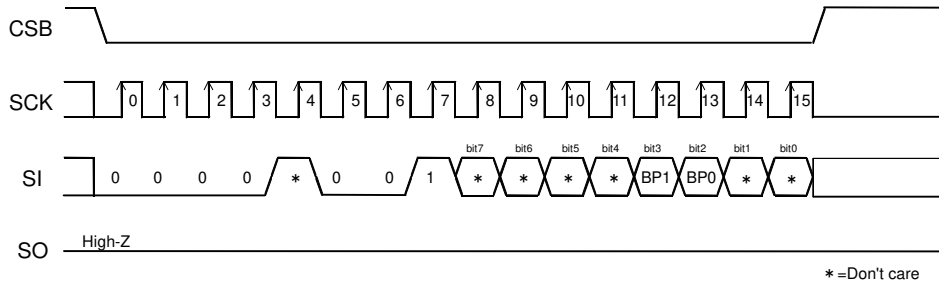 CSB
SCK 0 1 2 3 4 5 6 7 8 9 10 11 12 13 14 15
bit7 bit6 bit5 bit4 bit3 bit2 bit1 bit0
SI 0 0 0 0 * 0 0 1 * * * * BP1 BP0 * *
High-Z
SO
* =Don't care